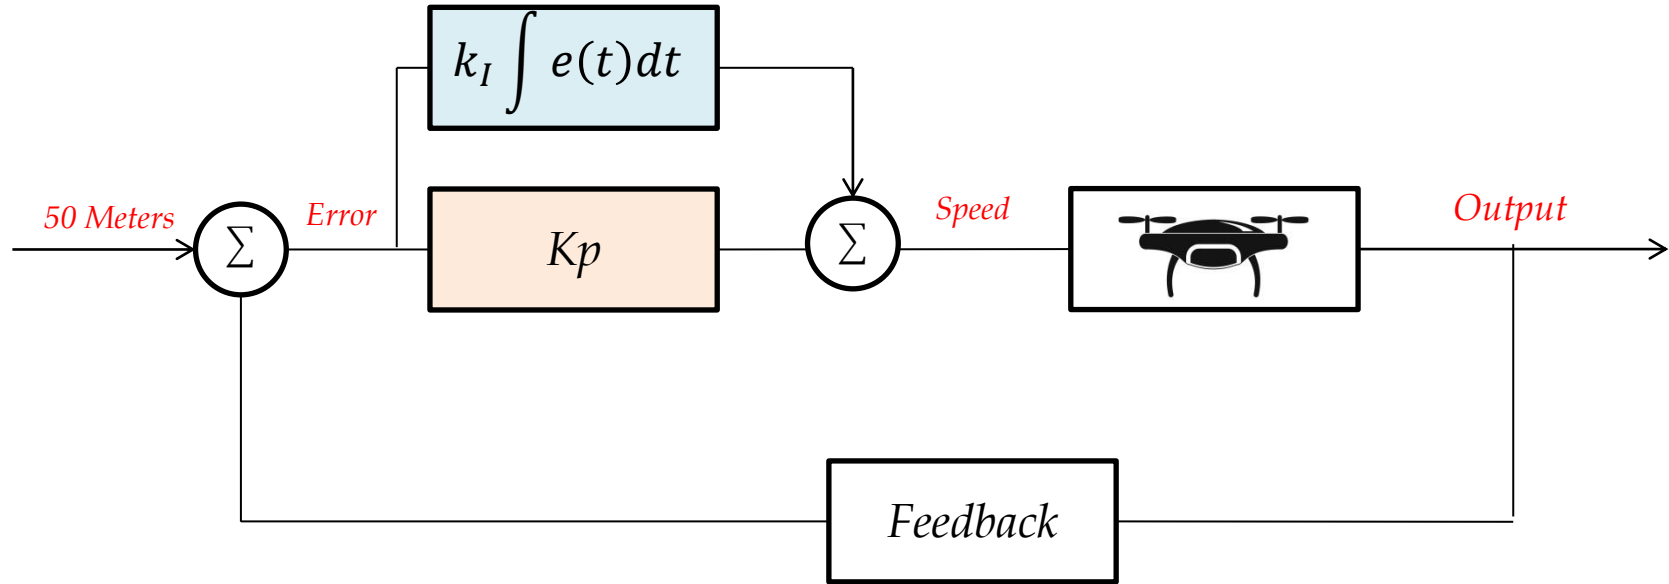 k_I ∫ e(t)dt
50 Meters
Σ
Error
Kp
Σ
Speed
Output
Feedback